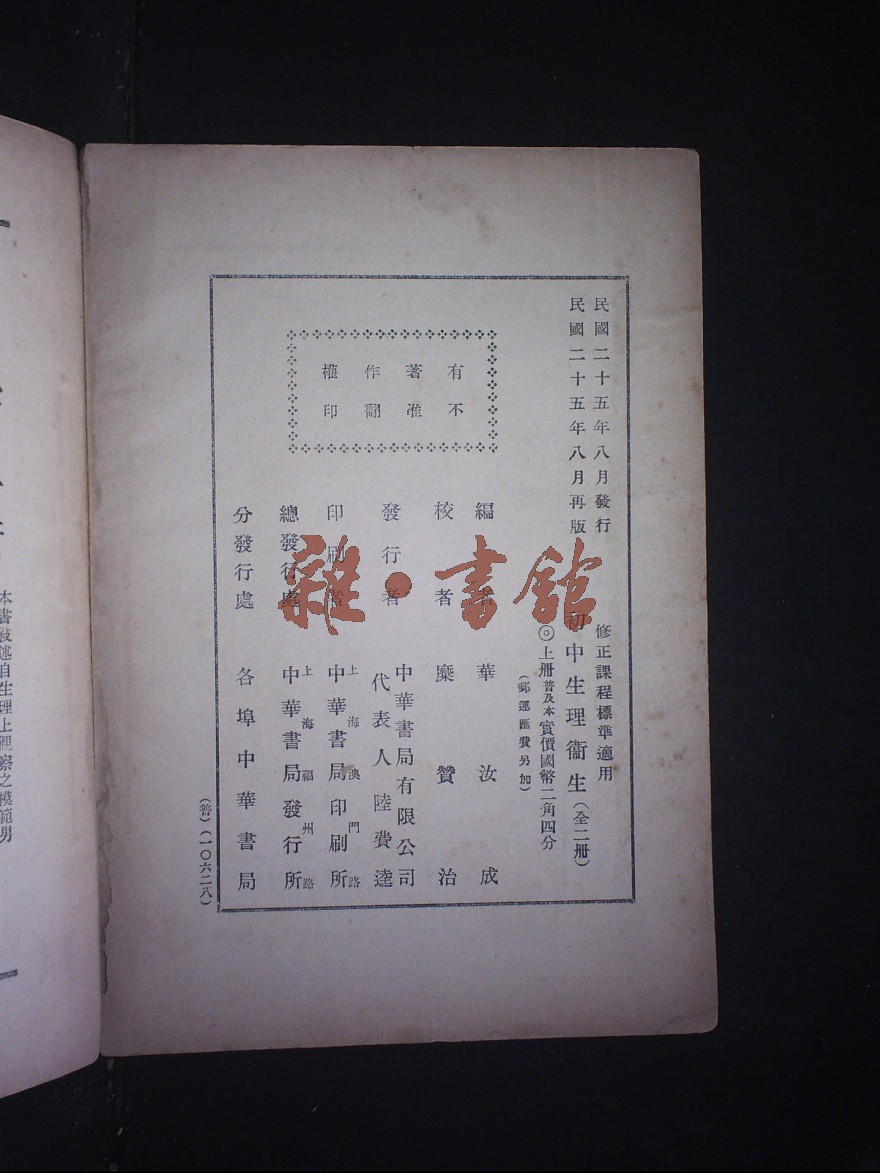 民國二十五年八月發行
民國二十五年八月再版
修正課程標準適用
初中生理衞生(全二册)
◎上册普及本實價國幣二角四分
(郵運匯費另加)
有著作權
不准翻印
編者 華汝成
校者 糜贊治
發行者 中華書局有限公司
代表人 陸費逵
印刷者 上海澳門路
中華書局印刷所
總發行處 上海福州路
中華書局發行所
分發行處 各埠中華書局
(普)(一〇六二八)
雜·書館
本書敍述自生理上觀察之模範男